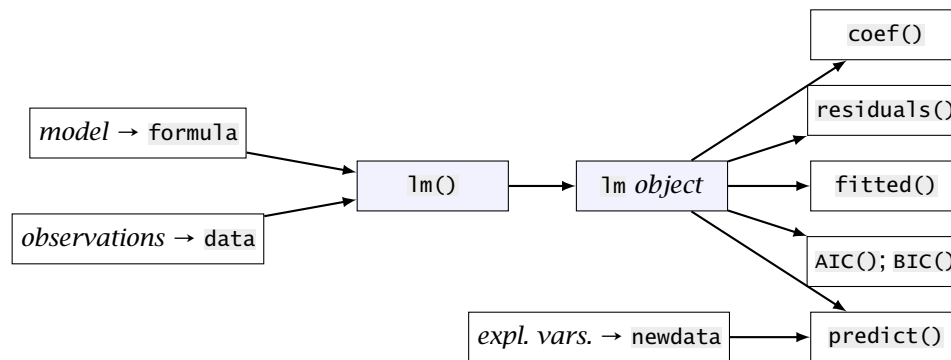 coef()
residuals()
model → formula
lm()
lm object
fitted()
observations → data
AIC(); BIC()
expl. vars. → newdata
predict()